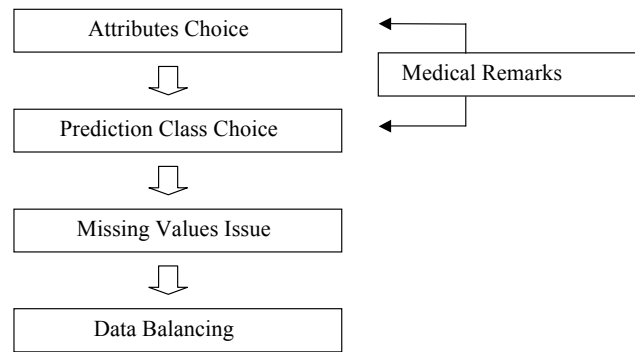 Attributes Choice
Medical Remarks
Prediction Class Choice
Missing Values Issue
Data Balancing